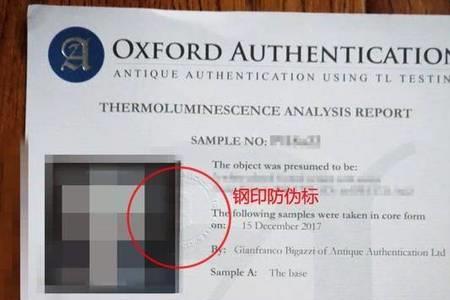 A
OXFORD AUTHENTICATION
ANTIQUE AUTHENTICATION USING TL TESTING
THERMOLUMINESCENCE ANALYSIS REPORT
SAMPLE NO:
The object was presumed to be:
钢印防伪标
The following samples were taken in core form
on: 15 December 2017
By: Gianfranco Bigazzi of Antique Authentication Ltd
Sample A: The base